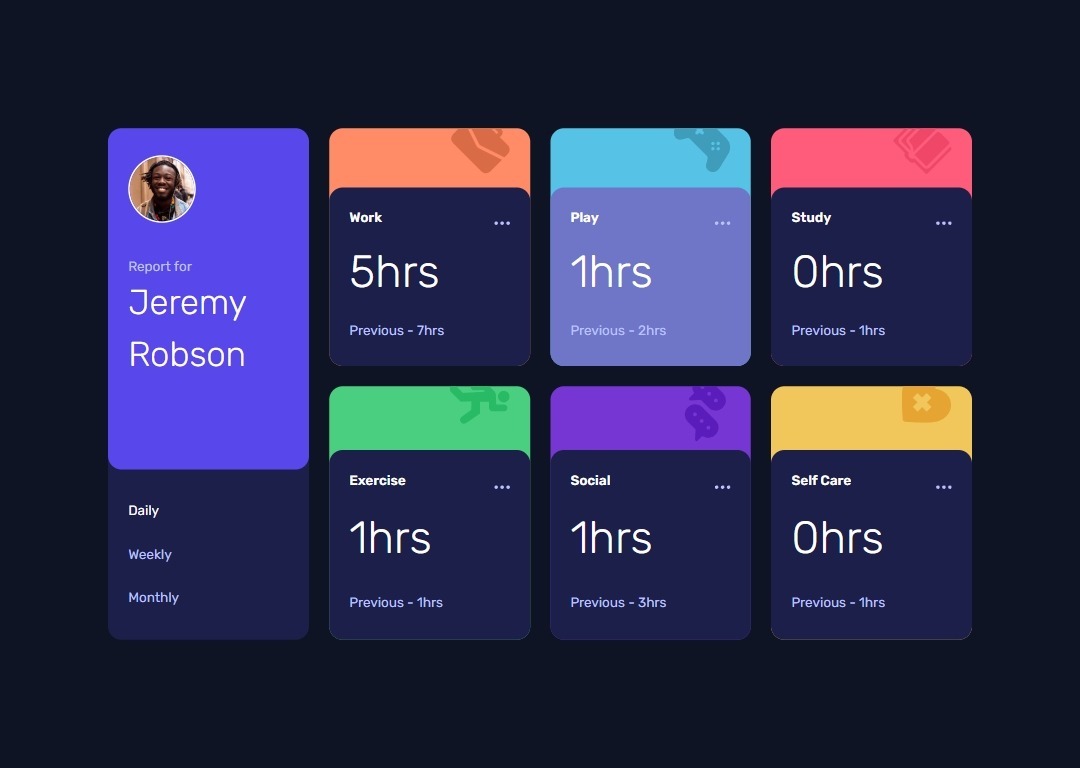 Report for
Jeremy
Robson
Daily
Weekly
Monthly
Work
5hrs
Previous - 7hrs
Play
1hrs
Previous - 2hrs
Study
0hrs
Previous - 1hrs
Exercise
1hrs
Previous - 1hrs
Social
1hrs
Previous - 3hrs
Self Care
0hrs
Previous - 1hrs